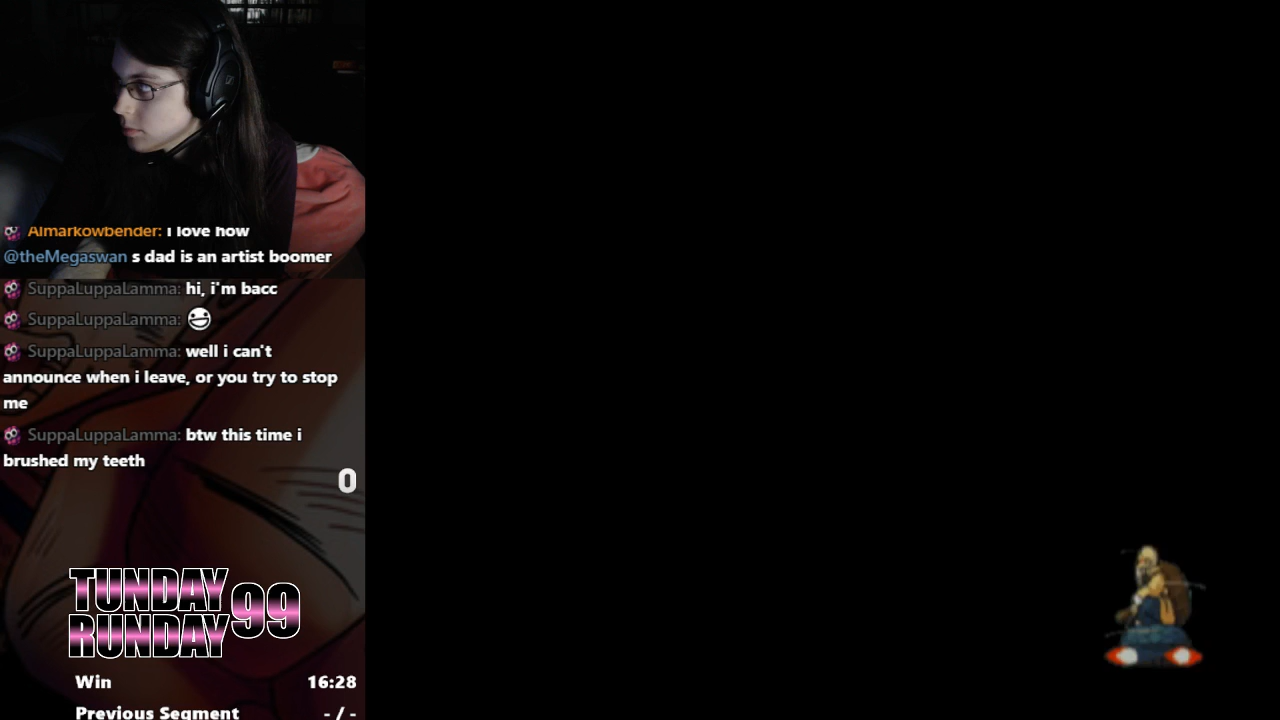 Almarkowbender: i love how
@theMegaswan s dad is an artist boomer
SuppaLuppaLamma: hi, i'm bacc
SuppaLuppaLamma:
SuppaLuppaLamma: well i can't
announce when i leave, or you try to stop
me
SuppaLuppaLamma: btw this time i
brushed my teeth
0
TUNDAY
RUNDAY 99
Win 16:28
Previous Segment - / -